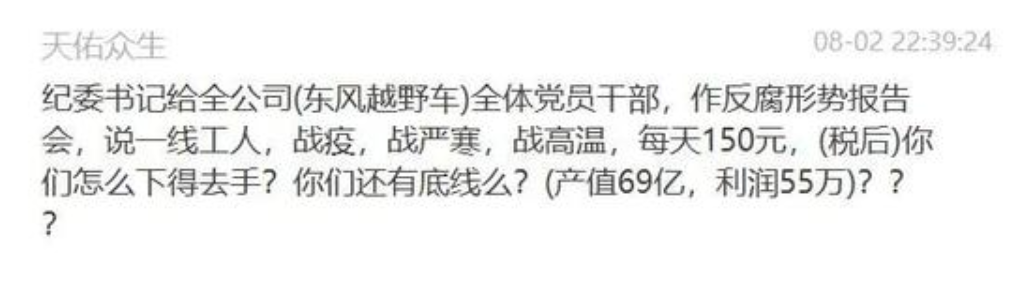 天佑众生
08-02 22:39:24
纪委书记给全公司(东风越野车)全体党员干部，作反腐形势报告
会，说一线工人，战疫，战严寒，战高温，每天150元，(税后)你
们怎么下得去手？你们还有底线么？(产值69亿，利润55万)？？
？